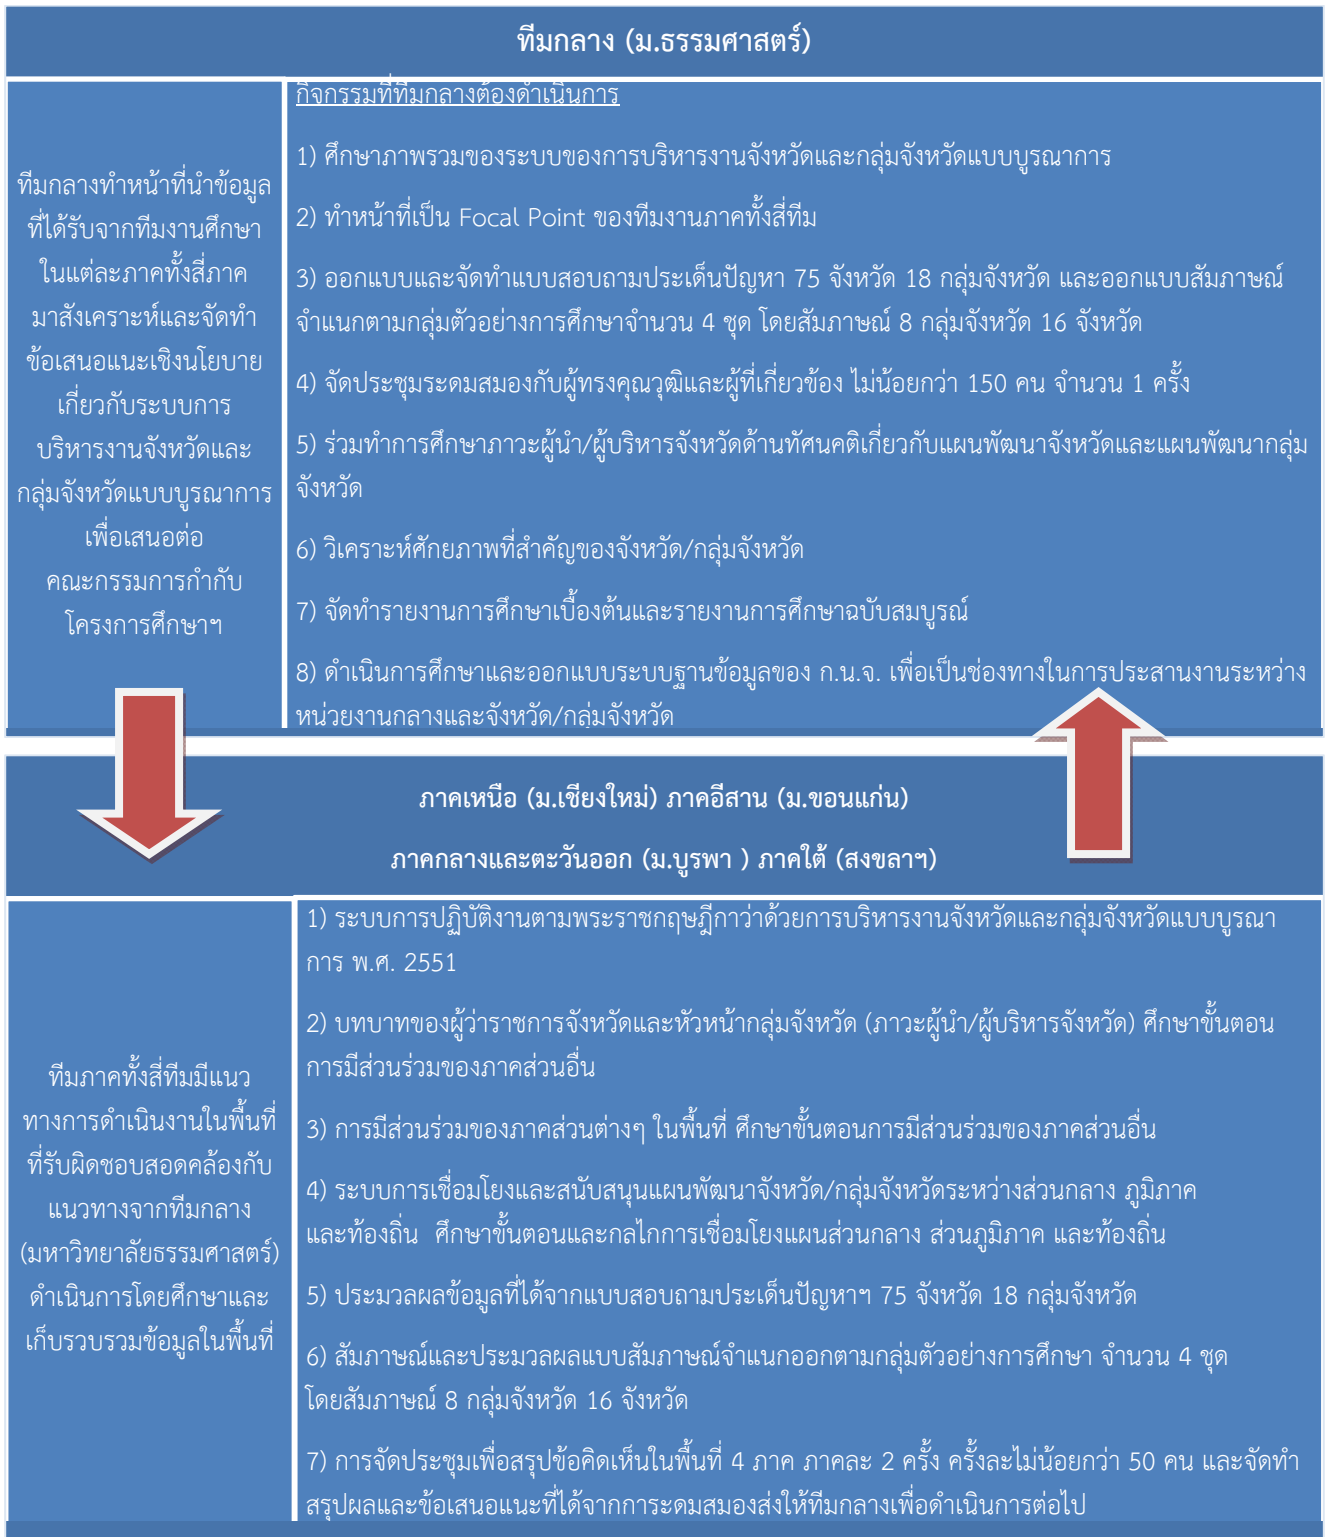 ทีมกลาง (ม.ธรรมศาสตร์)
ทีมกลางทำหน้าที่นำข้อมูล
ที่ได้รับจากทีมงานศึกษา
ในแต่ละภาคทั้งสี่ภาค
มาสังเคราะห์และจัดทำ
ข้อเสนอแนะเชิงนโยบาย
เกี่ยวกับระบบการ
บริหารงานจังหวัดและ
กลุ่มจังหวัดแบบบูรณาการ
เพื่อเสนอต่อ
คณะกรรมการกำกับ
โครงการศึกษาฯ
กิจกรรมที่ทีมกลางต้องดำเนินการ
1) ศึกษาภาพรวมของระบบของการบริหารงานจังหวัดและกลุ่มจังหวัดแบบบูรณาการ
2) ทำหน้าที่เป็น Focal Point ของทีมงานภาคทั้งสี่ทีม
3) ออกแบบและจัดทำแบบสอบถามประเด็นปัญหา 75 จังหวัด 18 กลุ่มจังหวัด และออกแบบสัมภาษณ์
จำแนกตามกลุ่มตัวอย่างการศึกษาจำนวน 4 ชุด โดยสัมภาษณ์ 8 กลุ่มจังหวัด 16 จังหวัด
4) จัดประชุมระดมสมองกับผู้ทรงคุณวุฒิและผู้ที่เกี่ยวข้อง ไม่น้อยกว่า 150 คน จำนวน 1 ครั้ง
5) ร่วมทำการศึกษาภาวะผู้นำ/ผู้บริหารจังหวัดด้านทัศนคติเกี่ยวกับแผนพัฒนาจังหวัดและแผนพัฒนากลุ่ม
จังหวัด
6) วิเคราะห์ศักยภาพที่สำคัญของจังหวัด/กลุ่มจังหวัด
7) จัดทำรายงานการศึกษาเบื้องต้นและรายงานการศึกษาฉบับสมบูรณ์
8) ดำเนินการศึกษาและออกแบบระบบฐานข้อมูลของ ก.น.จ. เพื่อเป็นช่องทางในการประสานงานระหว่าง
หน่วยงานกลางและจังหวัด/กลุ่มจังหวัด
ภาคเหนือ (ม.เชียงใหม่) ภาคอีสาน (ม.ขอนแก่น)
ภาคกลางและตะวันออก (ม.บูรพา ) ภาคใต้ (สงขลาฯ)
ทีมภาคทั้งสี่ทีมมีแนว
ทางการดำเนินงานในพื้นที่
ที่รับผิดชอบสอดคล้องกับ
แนวทางจากทีมกลาง
(มหาวิทยาลัยธรรมศาสตร์)
ดำเนินการโดยศึกษาและ
เก็บรวบรวมข้อมูลในพื้นที่
1) ระบบการปฏิบัติงานตามพระราชกฤษฎีกาว่าด้วยการบริหารงานจังหวัดและกลุ่มจังหวัดแบบบูรณา
การ พ.ศ. 2551
2) บทบาทของผู้ว่าราชการจังหวัดและหัวหน้ากลุ่มจังหวัด (ภาวะผู้นำ/ผู้บริหารจังหวัด) ศึกษาขั้นตอน
การมีส่วนร่วมของภาคส่วนอื่น
3) การมีส่วนร่วมของภาคส่วนต่างๆ ในพื้นที่ ศึกษาขั้นตอนการมีส่วนร่วมของภาคส่วนอื่น
4) ระบบการเชื่อมโยงและสนับสนุนแผนพัฒนาจังหวัด/กลุ่มจังหวัดระหว่างส่วนกลาง ภูมิภาค
และท้องถิ่น  ศึกษาขั้นตอนและกลไกการเชื่อมโยงแผนส่วนกลาง ส่วนภูมิภาค และท้องถิ่น
5) ประมวลผลข้อมูลที่ได้จากแบบสอบถามประเด็นปัญหาฯ 75 จังหวัด 18 กลุ่มจังหวัด
6) สัมภาษณ์และประมวลผลแบบสัมภาษณ์จำแนกออกตามกลุ่มตัวอย่างการศึกษา จำนวน 4 ชุด
โดยสัมภาษณ์ 8 กลุ่มจังหวัด 16 จังหวัด
7) การจัดประชุมเพื่อสรุปข้อคิดเห็นในพื้นที่ 4 ภาค ภาคละ 2 ครั้ง ครั้งละไม่น้อยกว่า 50 คน และจัดทำ
สรุปผลและข้อเสนอแนะที่ได้จากการะดมสมองส่งให้ทีมกลางเพื่อดำเนินการต่อไป